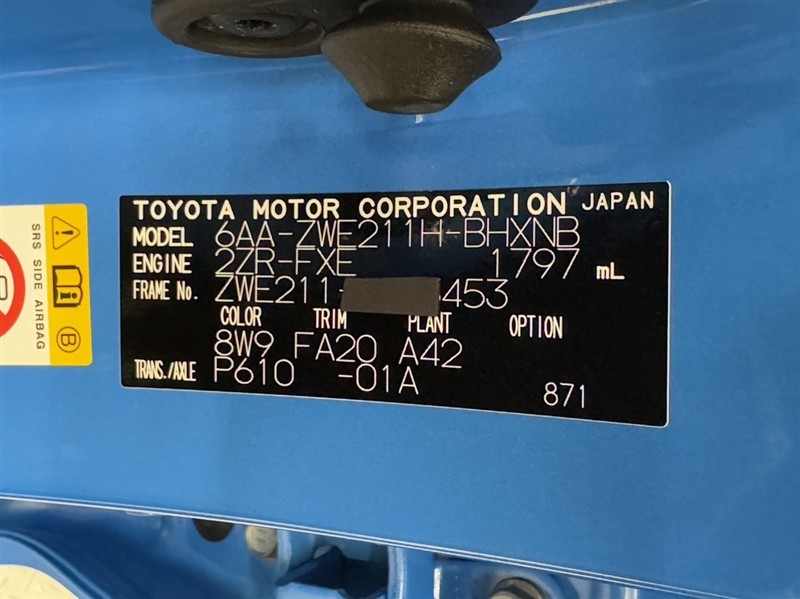 TOYOTA MOTOR CORPORATION JAPAN
MODEL 6AA-ZWE211H-BHXNB
ENGINE 2ZR-FXE 1797 mL
FRAME No. ZWE211- 453
COLOR TRIM PLANT OPTION
8W9 FA20 A42
TRANS./AXLE P610 -01A
871
SRS SIDE AIRBAG
B